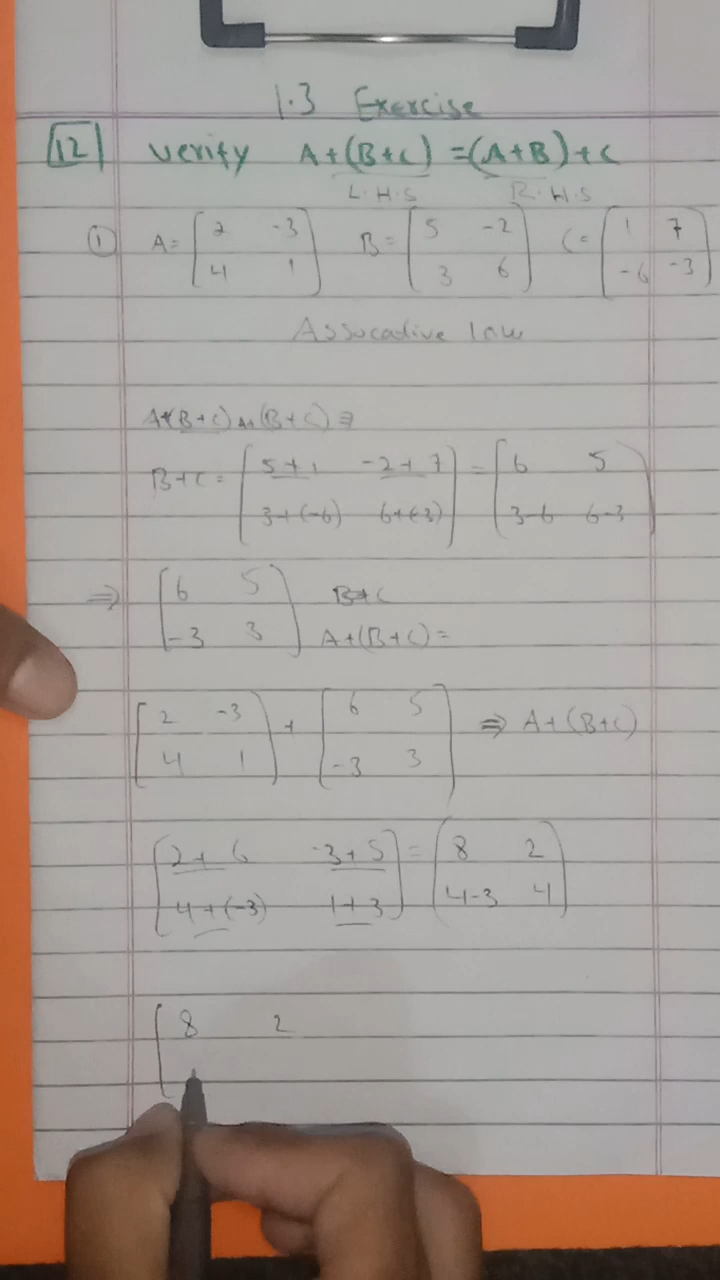 1.3 Exercise
12 verify A+(B+C) = (A+B)+C
L.H.S R.H.S
① A= [ 2 -3 B= [ 5 -2 C= [ 1 7
4 1 ] 3 6 ] -6 -3 ]
Assucadive law
A+(B+C) A+(B+C) ⇒
B+C = [ 5+1 -2+7 ] = [ 6 5
3+(-6) 6+(-3) 3-6 6-3 ]
⇒ [ 6 5 ] B+C
-3 3 A+(B+C)=
[ 2 -3 ] + [ 6 5 ] ⇒ A+(B+C)
4 1 -3 3
[ 2+6 -3+5 ] = [ 8 2 ]
4+(-3) 1+3 4-3 4
[ 8 2